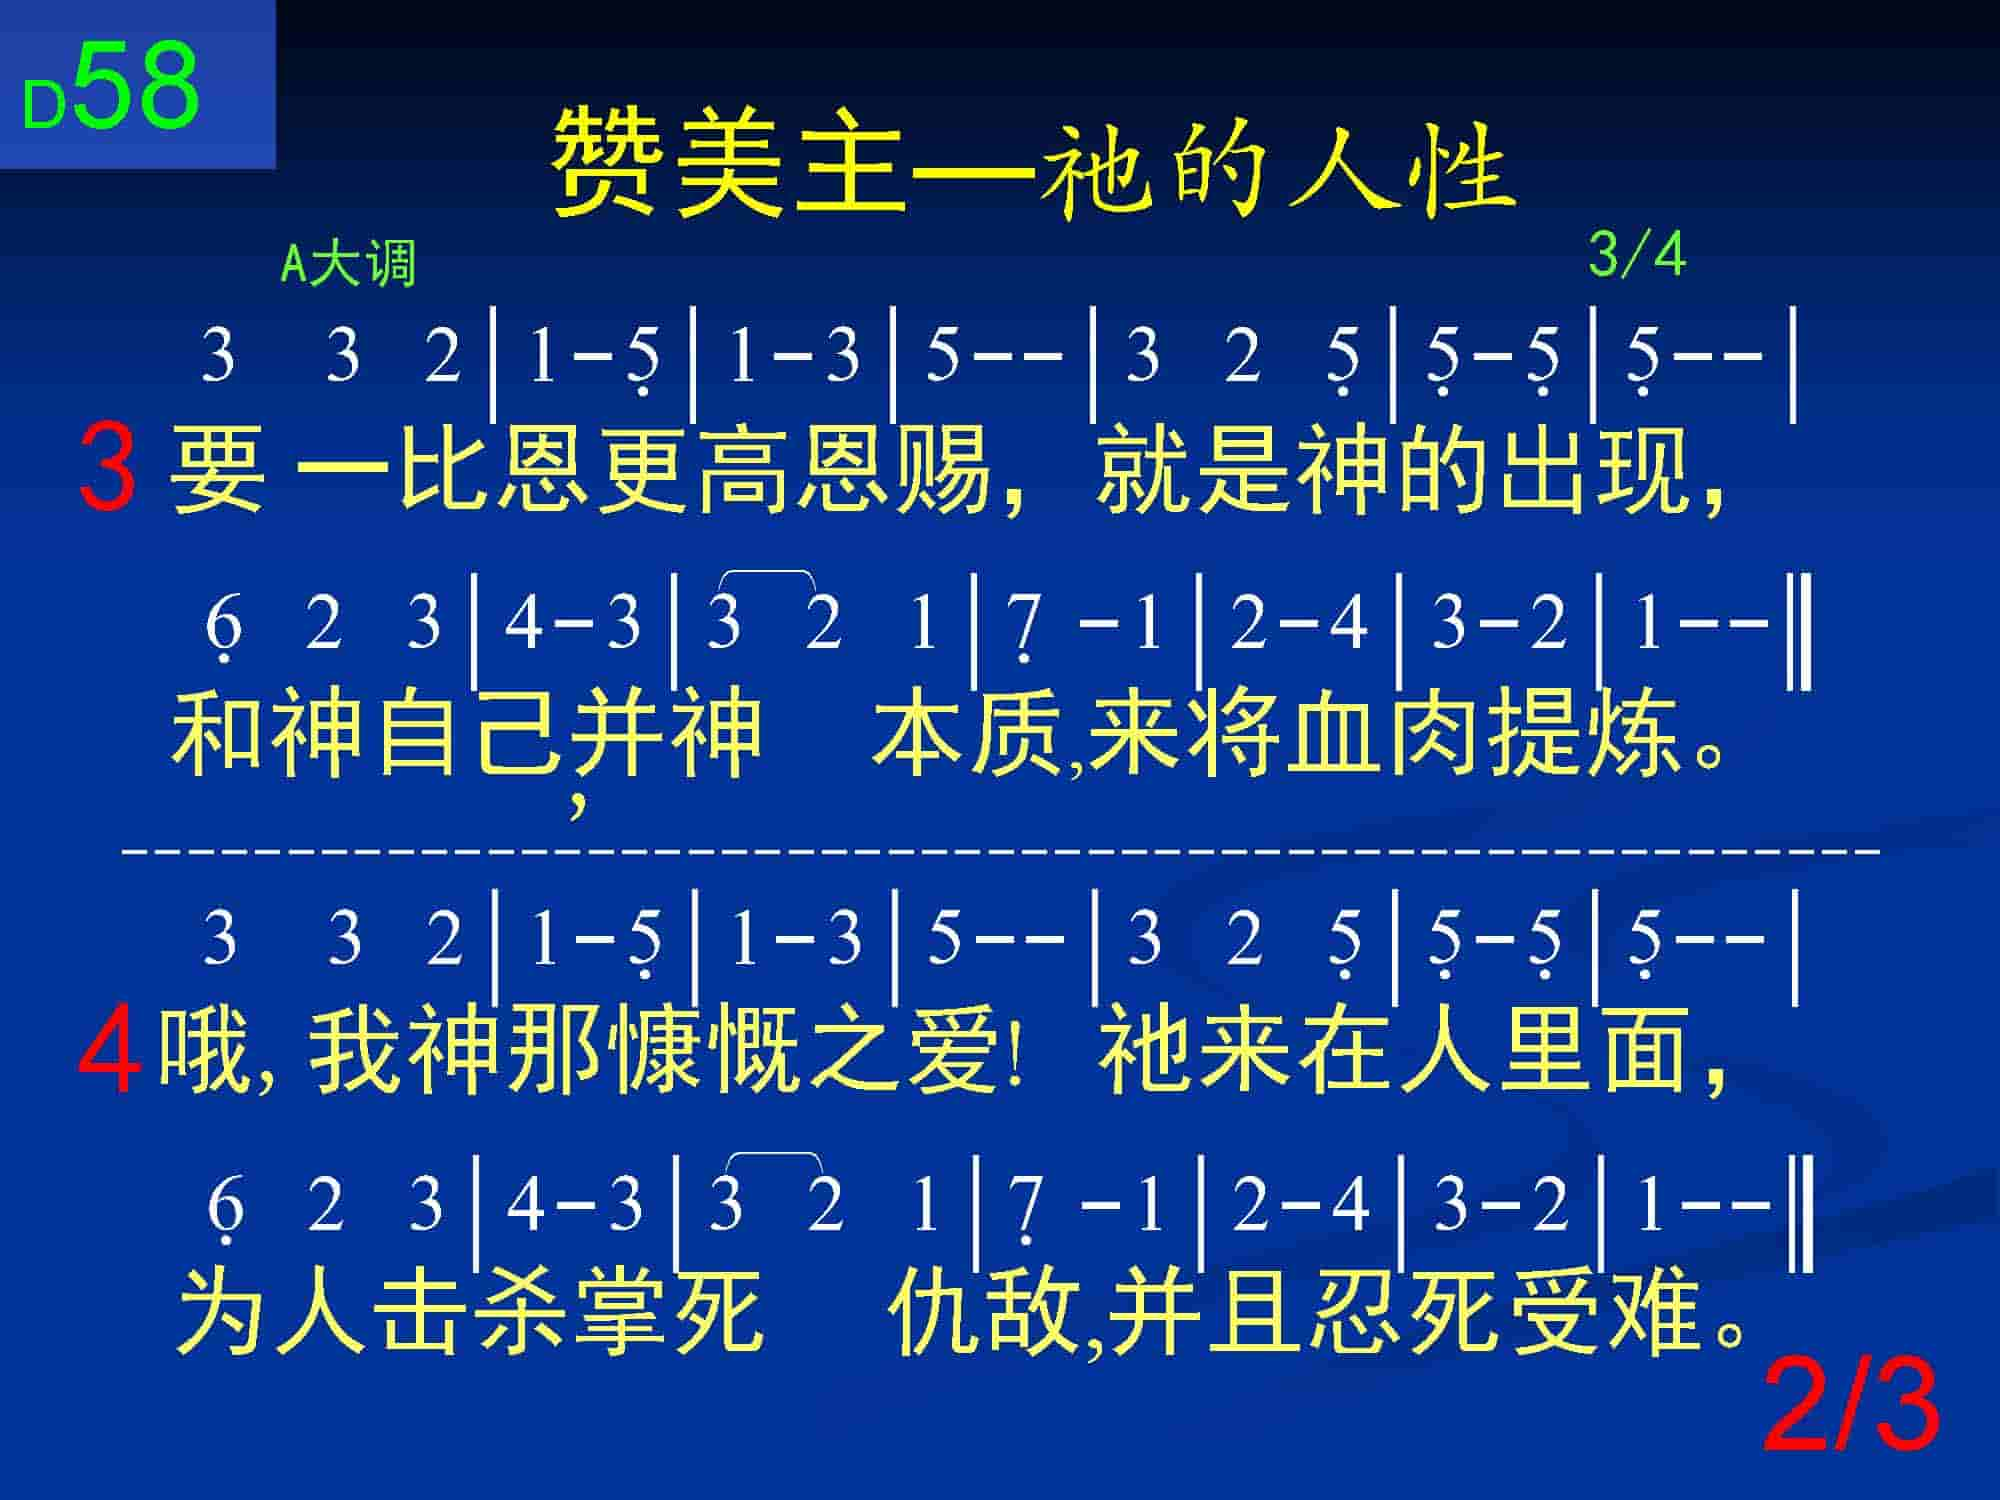 D58
赞美主—祂的人性
A大调 3/4
3 3 2|1-5̣|1-3|5--|3 2 5̣|5̣-5̣|5̣--|
3 要一比恩更高恩赐，就是神的出现，
6̣ 2 3|4-3|3 2 1|7̣ -1|2-4|3-2|1--‖
和神自己，并神 本质,来将血肉提炼。
3 3 2|1-5̣|1-3|5--|3 2 5̣|5̣-5̣|5̣--|
4 哦,我神那慷慨之爱! 祂来在人里面，
6̣ 2 3|4-3|3 2 1|7̣ -1|2-4|3-2|1--‖
为人击杀掌死 仇敌,并且忍死受难。
2/3